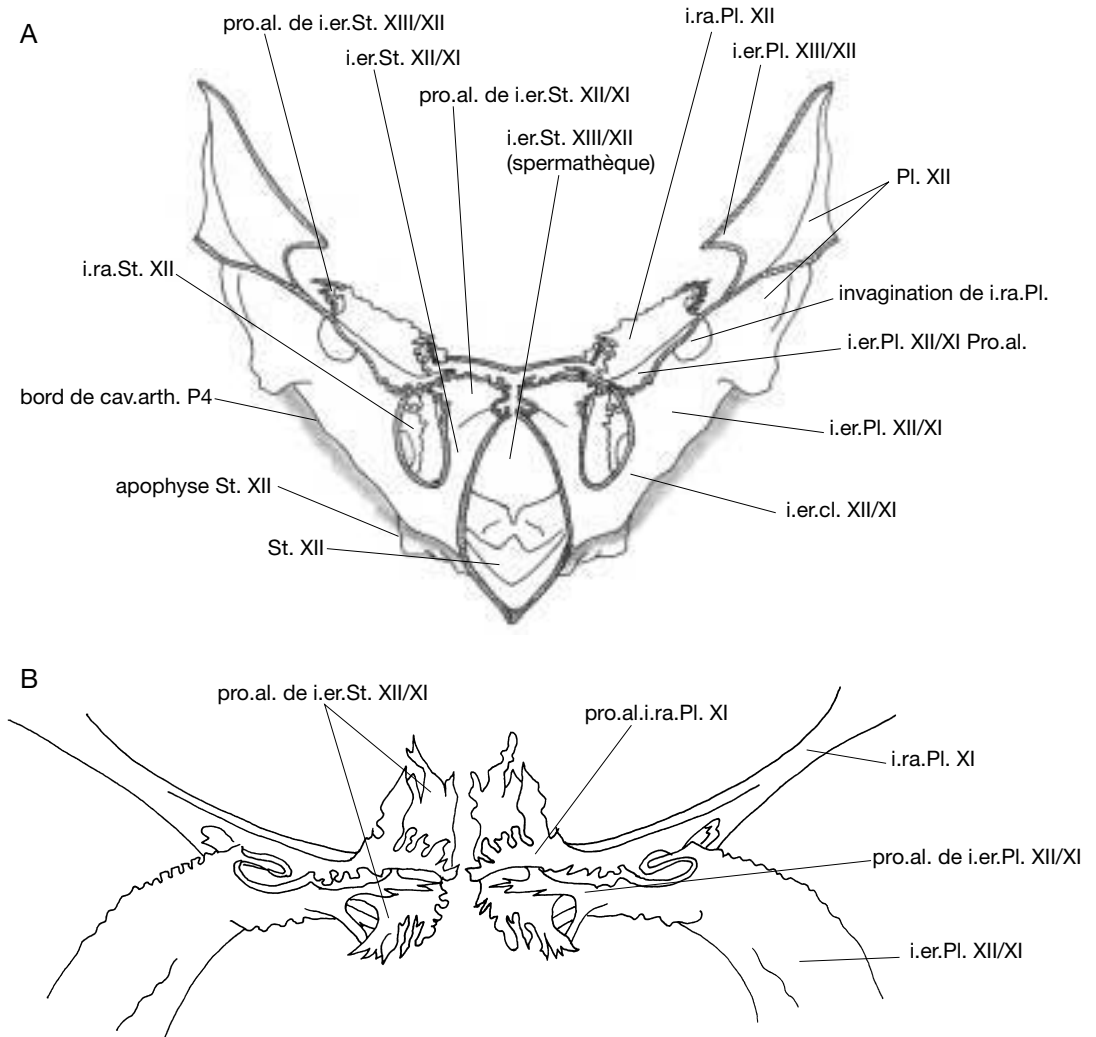 A
pro.al. de i.er.St. XIII/XII
i.er.St. XII/XI
pro.al. de i.er.St. XII/XI
i.er.St. XIII/XII
(spermathèque)
i.ra.Pl. XII
i.er.Pl. XIII/XII
Pl. XII
i.ra.St. XII
invagination de i.ra.Pl.
i.er.Pl. XII/XI Pro.al.
bord de cav.arth. P4
i.er.Pl. XII/XI
apophyse St. XII
i.er.cl. XII/XI
St. XII
B
pro.al. de i.er.St. XII/XI
pro.al.i.ra.Pl. XI
i.ra.Pl. XI
pro.al. de i.er.Pl. XII/XI
i.er.Pl. XII/XI